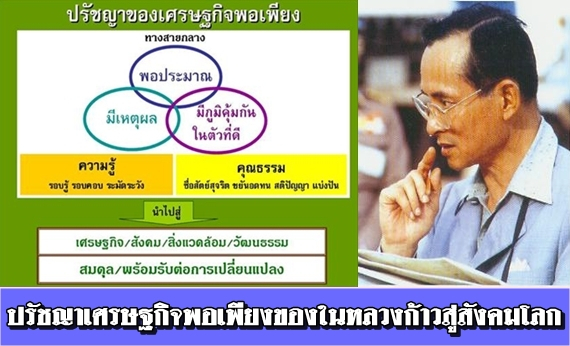 ปรัชญาของเศรษฐกิจพอเพียง
ทางสายกลาง
พอประมาณ
มีเหตุผล
มีภูมิคุ้มกัน
ในตัวที่ดี
ความรู้
รอบรู้ รอบคอบ ระมัดระวัง
คุณธรรม
ซื่อสัตย์สุจริต ขยันอดทน สติปัญญา แบ่งปัน
นำไปสู่
เศรษฐกิจ/สังคม/สิ่งแวดล้อม/วัฒนธรรม
สมดุล/พร้อมรับต่อการเปลี่ยนแปลง
ปรัชญาเศรษฐกิจพอเพียงของในหลวงก้าวสู่สังคมโลก